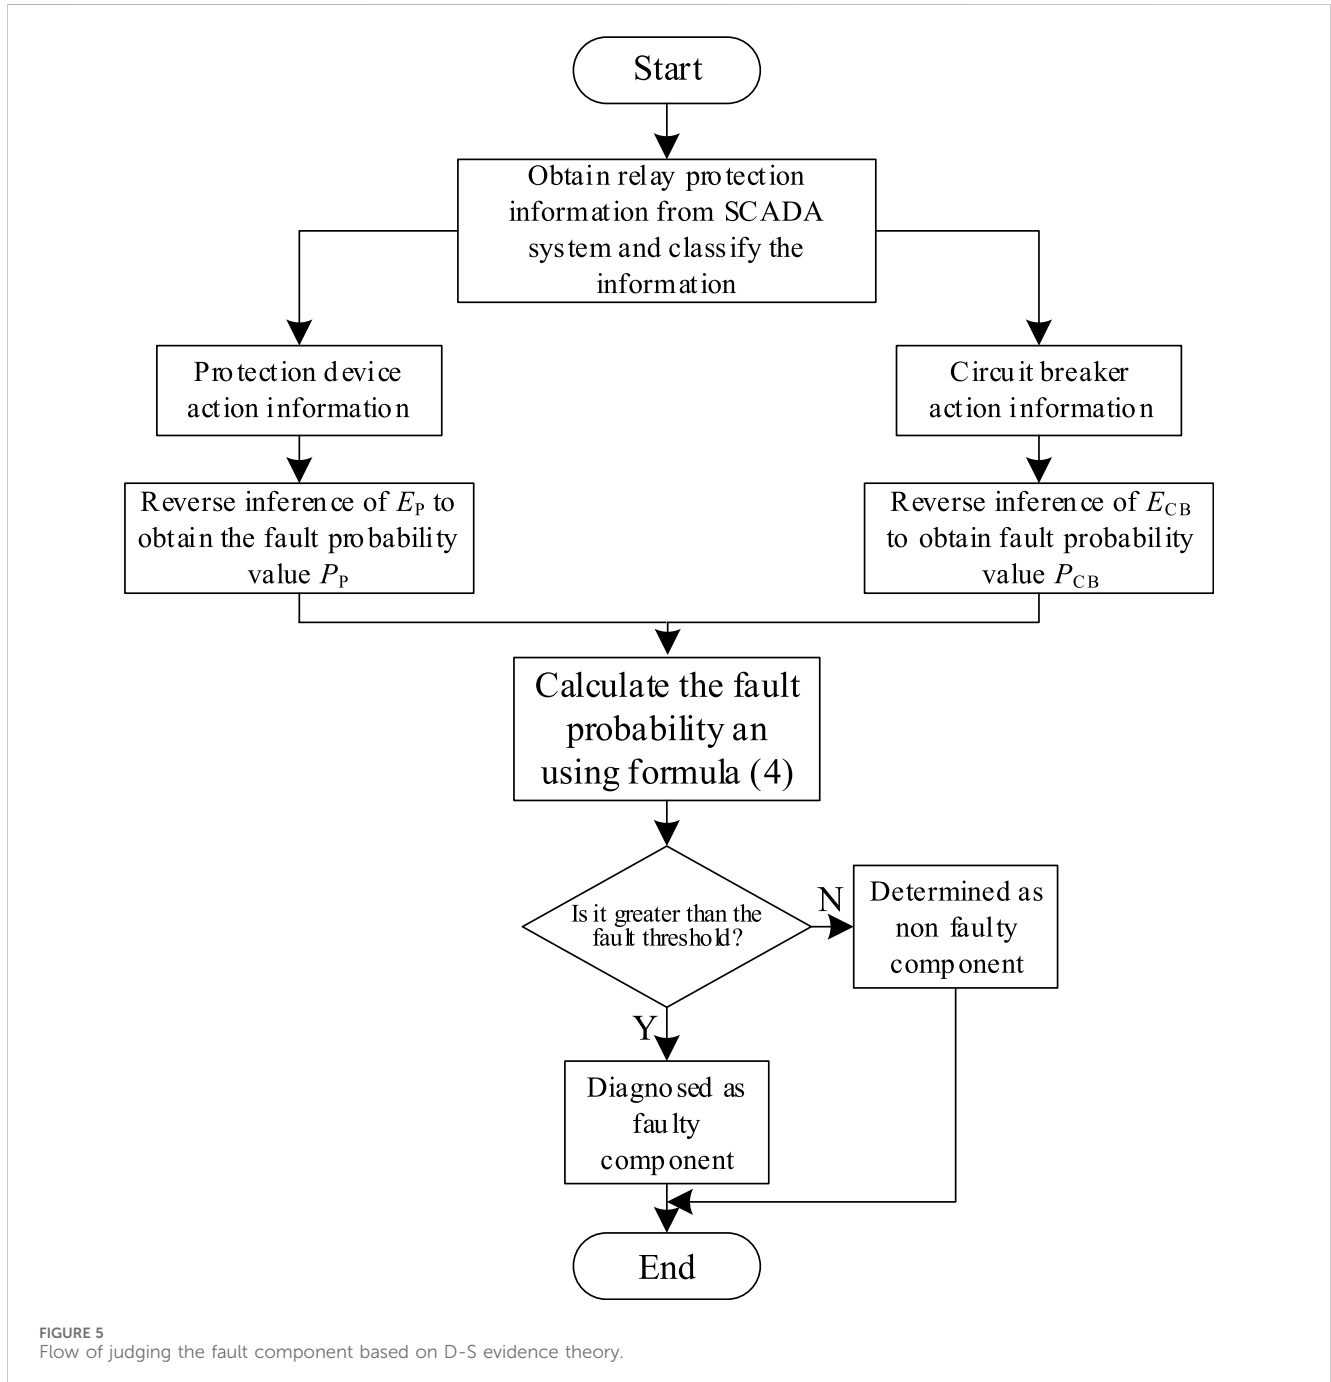 Start
Obtain relay protection
information from SCADA
system and classify the
information
Protection device
action information
Circuit breaker
action information
Reverse inference of EP to
obtain the fault probability
value PP
Reverse inference of ECB
to obtain fault probability
value PCB
Calculate the fault
probability an
using formula (4)
Is it greater than the
fault threshold?
N
Determined as
non faulty
component
Y
Diagnosed as
faulty
component
End
FIGURE 5
Flow of judging the fault component based on D-S evidence theory.